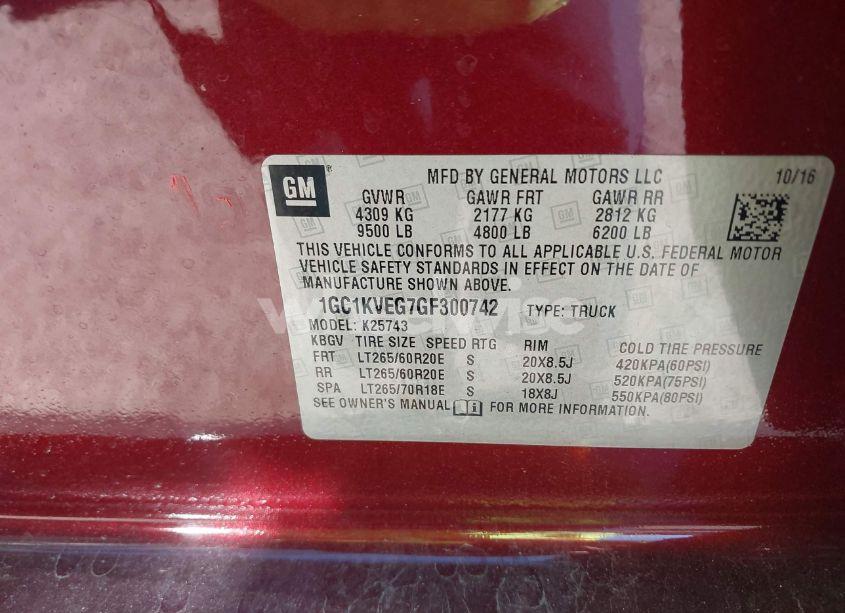 GM
MFD BY GENERAL MOTORS LLC 10/16
GVWR GAWR FRT GAWR RR
4309 KG 2177 KG 2812 KG
9500 LB 4800 LB 6200 LB
THIS VEHICLE CONFORMS TO ALL APPLICABLE U.S. FEDERAL MOTOR
VEHICLE SAFETY STANDARDS IN EFFECT ON THE DATE OF
MANUFACTURE SHOWN ABOVE.
1GC1KVEG7GF300742 TYPE: TRUCK
MODEL: K25743
KBGV TIRE SIZE SPEED RTG RIM COLD TIRE PRESSURE
FRT LT265/60R20E S 20X8.5J 420KPA(60PSI)
RR LT265/60R20E S 20X8.5J 520KPA(75PSI)
SPA LT265/70R18E S 18X8J 550KPA(80PSI)
SEE OWNER'S MANUAL FOR MORE INFORMATION.